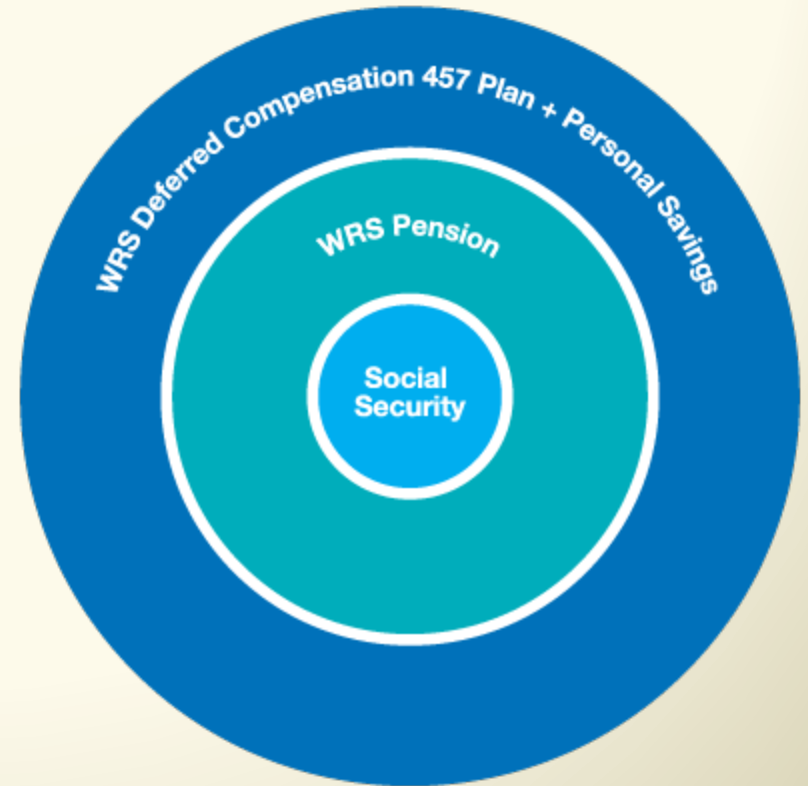 WRS Deferred Compensation 457 Plan + Personal Savings
WRS Pension
Social
Security